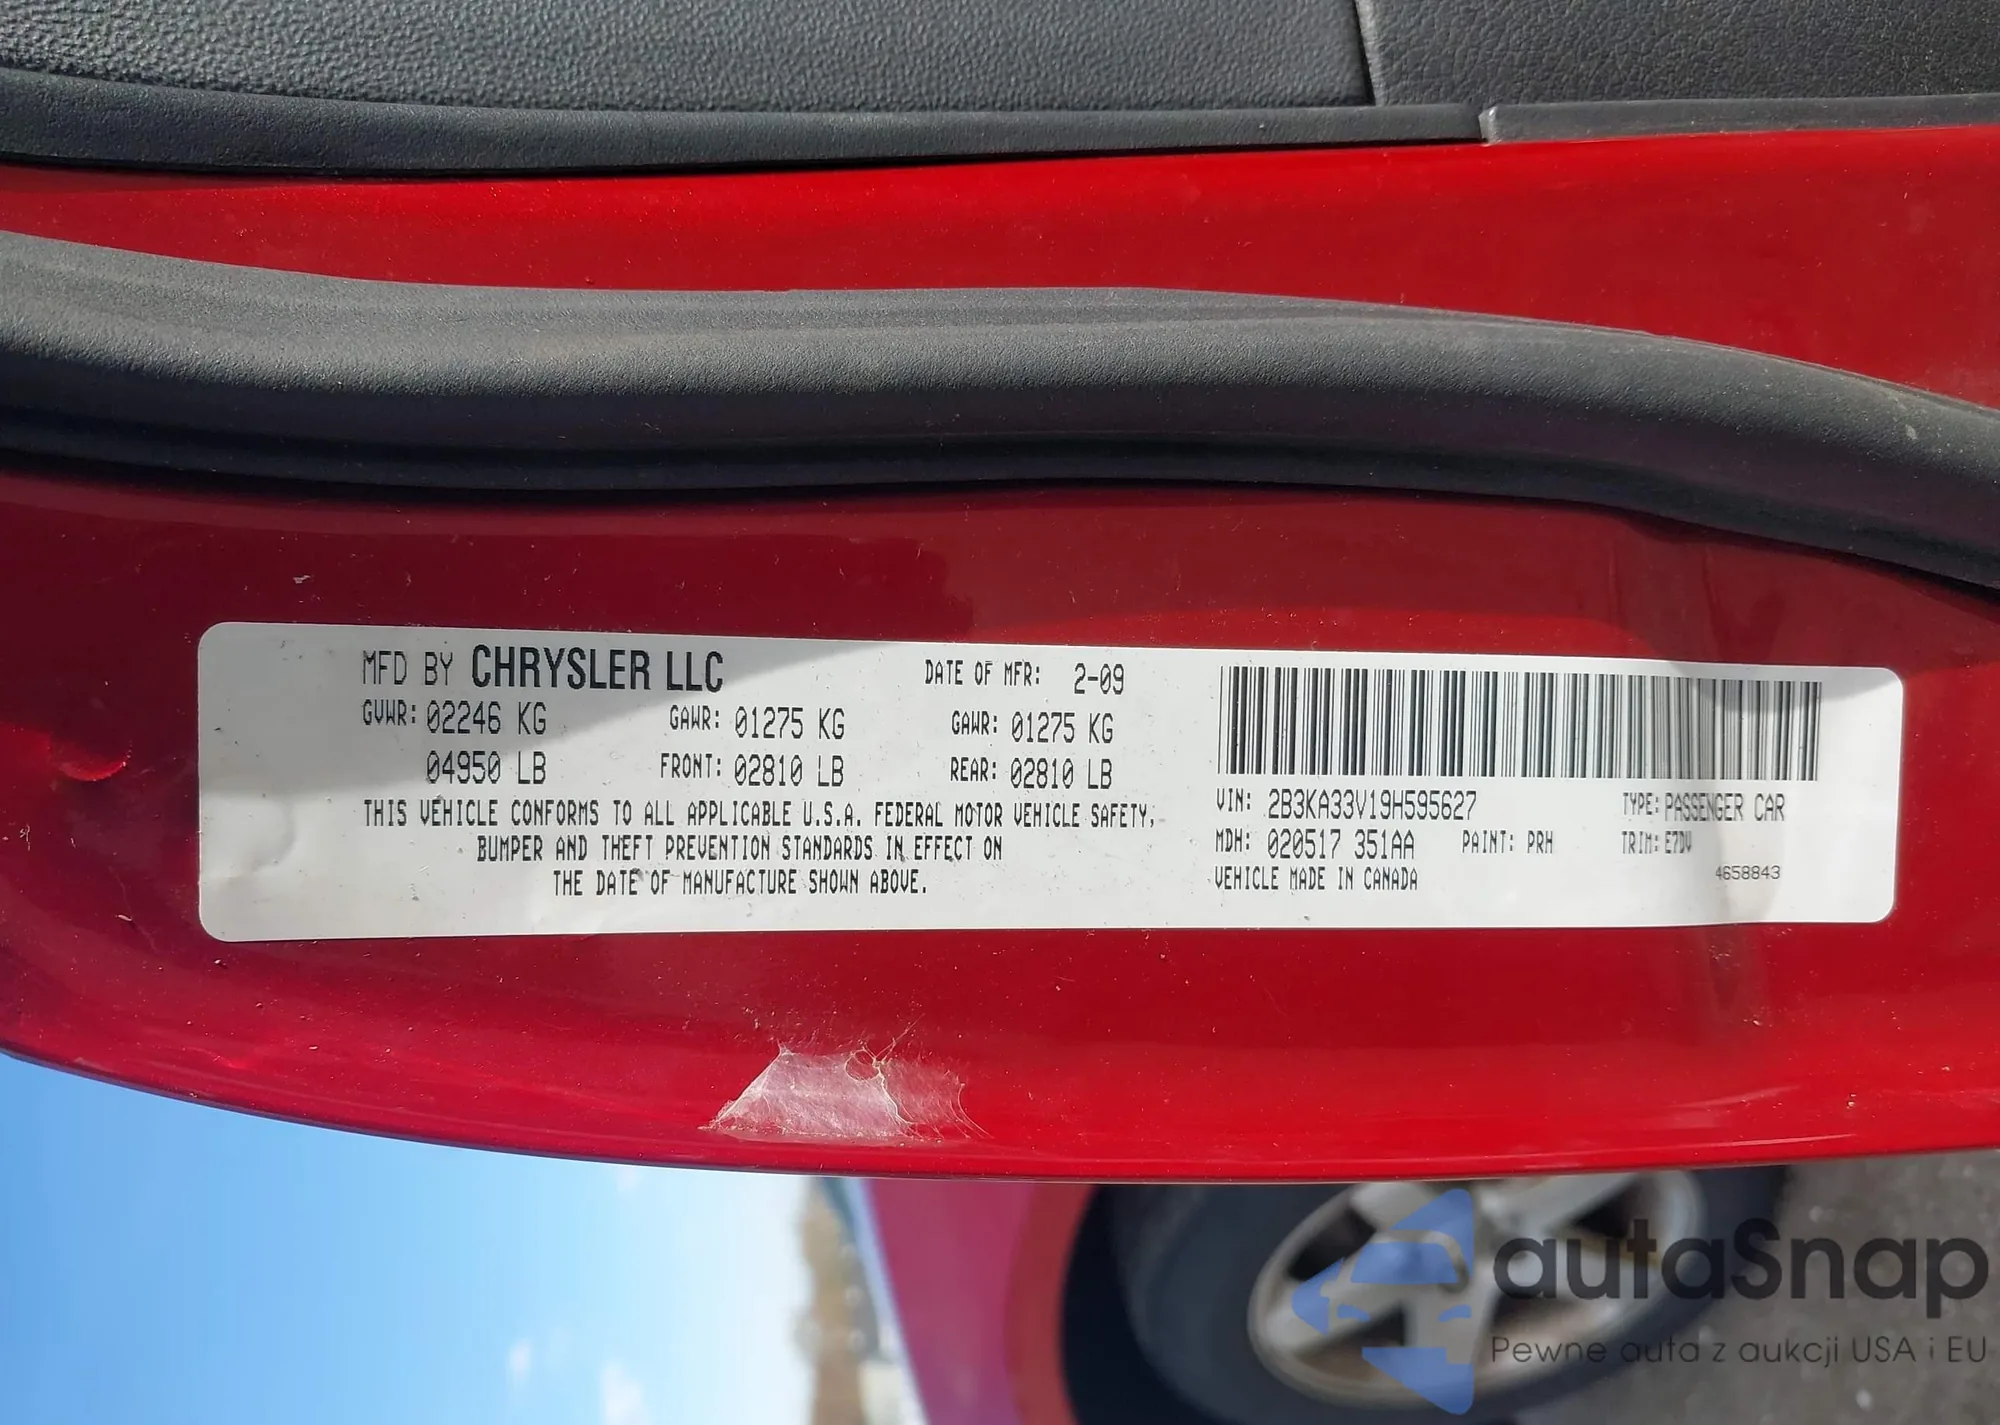 MFD BY CHRYSLER LLC DATE OF MFR: 2-09
GVWR: 02246 KG GAWR: 01275 KG GAWR: 01275 KG
04950 LB FRONT: 02810 LB REAR: 02810 LB
THIS VEHICLE CONFORMS TO ALL APPLICABLE U.S.A. FEDERAL MOTOR VEHICLE SAFETY,
BUMPER AND THEFT PREVENTION STANDARDS IN EFFECT ON
THE DATE OF MANUFACTURE SHOWN ABOVE.
VIN: 2B3KA33V19H595627 TYPE: PASSENGER CAR
MDH: 020517 351AA PAINT: PRH TRIM: E7DV
VEHICLE MADE IN CANADA 4658843
autaSnap
Pewne auta z aukcji USA i EU